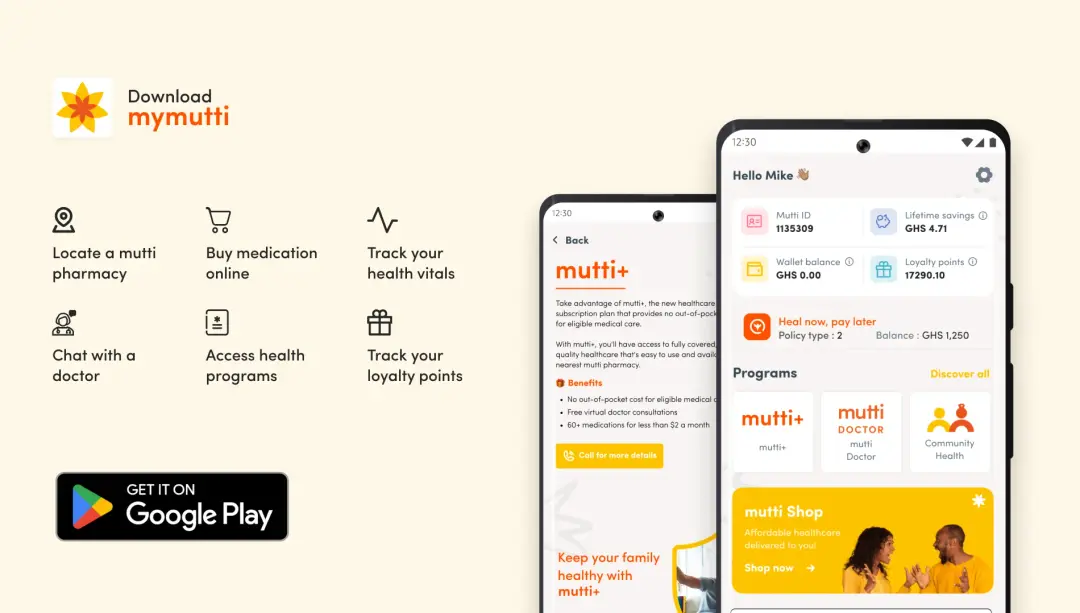 Download
mymutti
Locate a mutti
pharmacy
Buy medication
online
Track your
health vitals
Chat with a
doctor
Access health
programs
Track your
loyalty points
GET IT ON
Google Play
12:30
Back
mutti+
Take advantage of mutti+, the new healthcare
subscription plan that provides no out-of-pock
for eligible medical care.
With mutti+, you'll have access to fully covered,
quality healthcare that's easy to use and avail
nearest mutti pharmacy.
Benefits
No out-of-pocket cost for eligible medical
Free virtual doctor consultations
60+ medications for less than $2 a month
Call for more details
Keep your family
healthy with
mutti+
12:30
Hello Mike 👋🏽
Mutti ID
1135309
Lifetime savings
GHS 4.71
Wallet balance
GHS 0.00
Loyalty points
17290.10
Heal now, pay later
Policy type : 2 Balance : GHS 1,250
Programs Discover all
mutti+
mutti+
mutti
DOCTOR
mutti
Doctor
Community
Health
mutti Shop
Affordable healthcare
delivered to you!
Shop now →